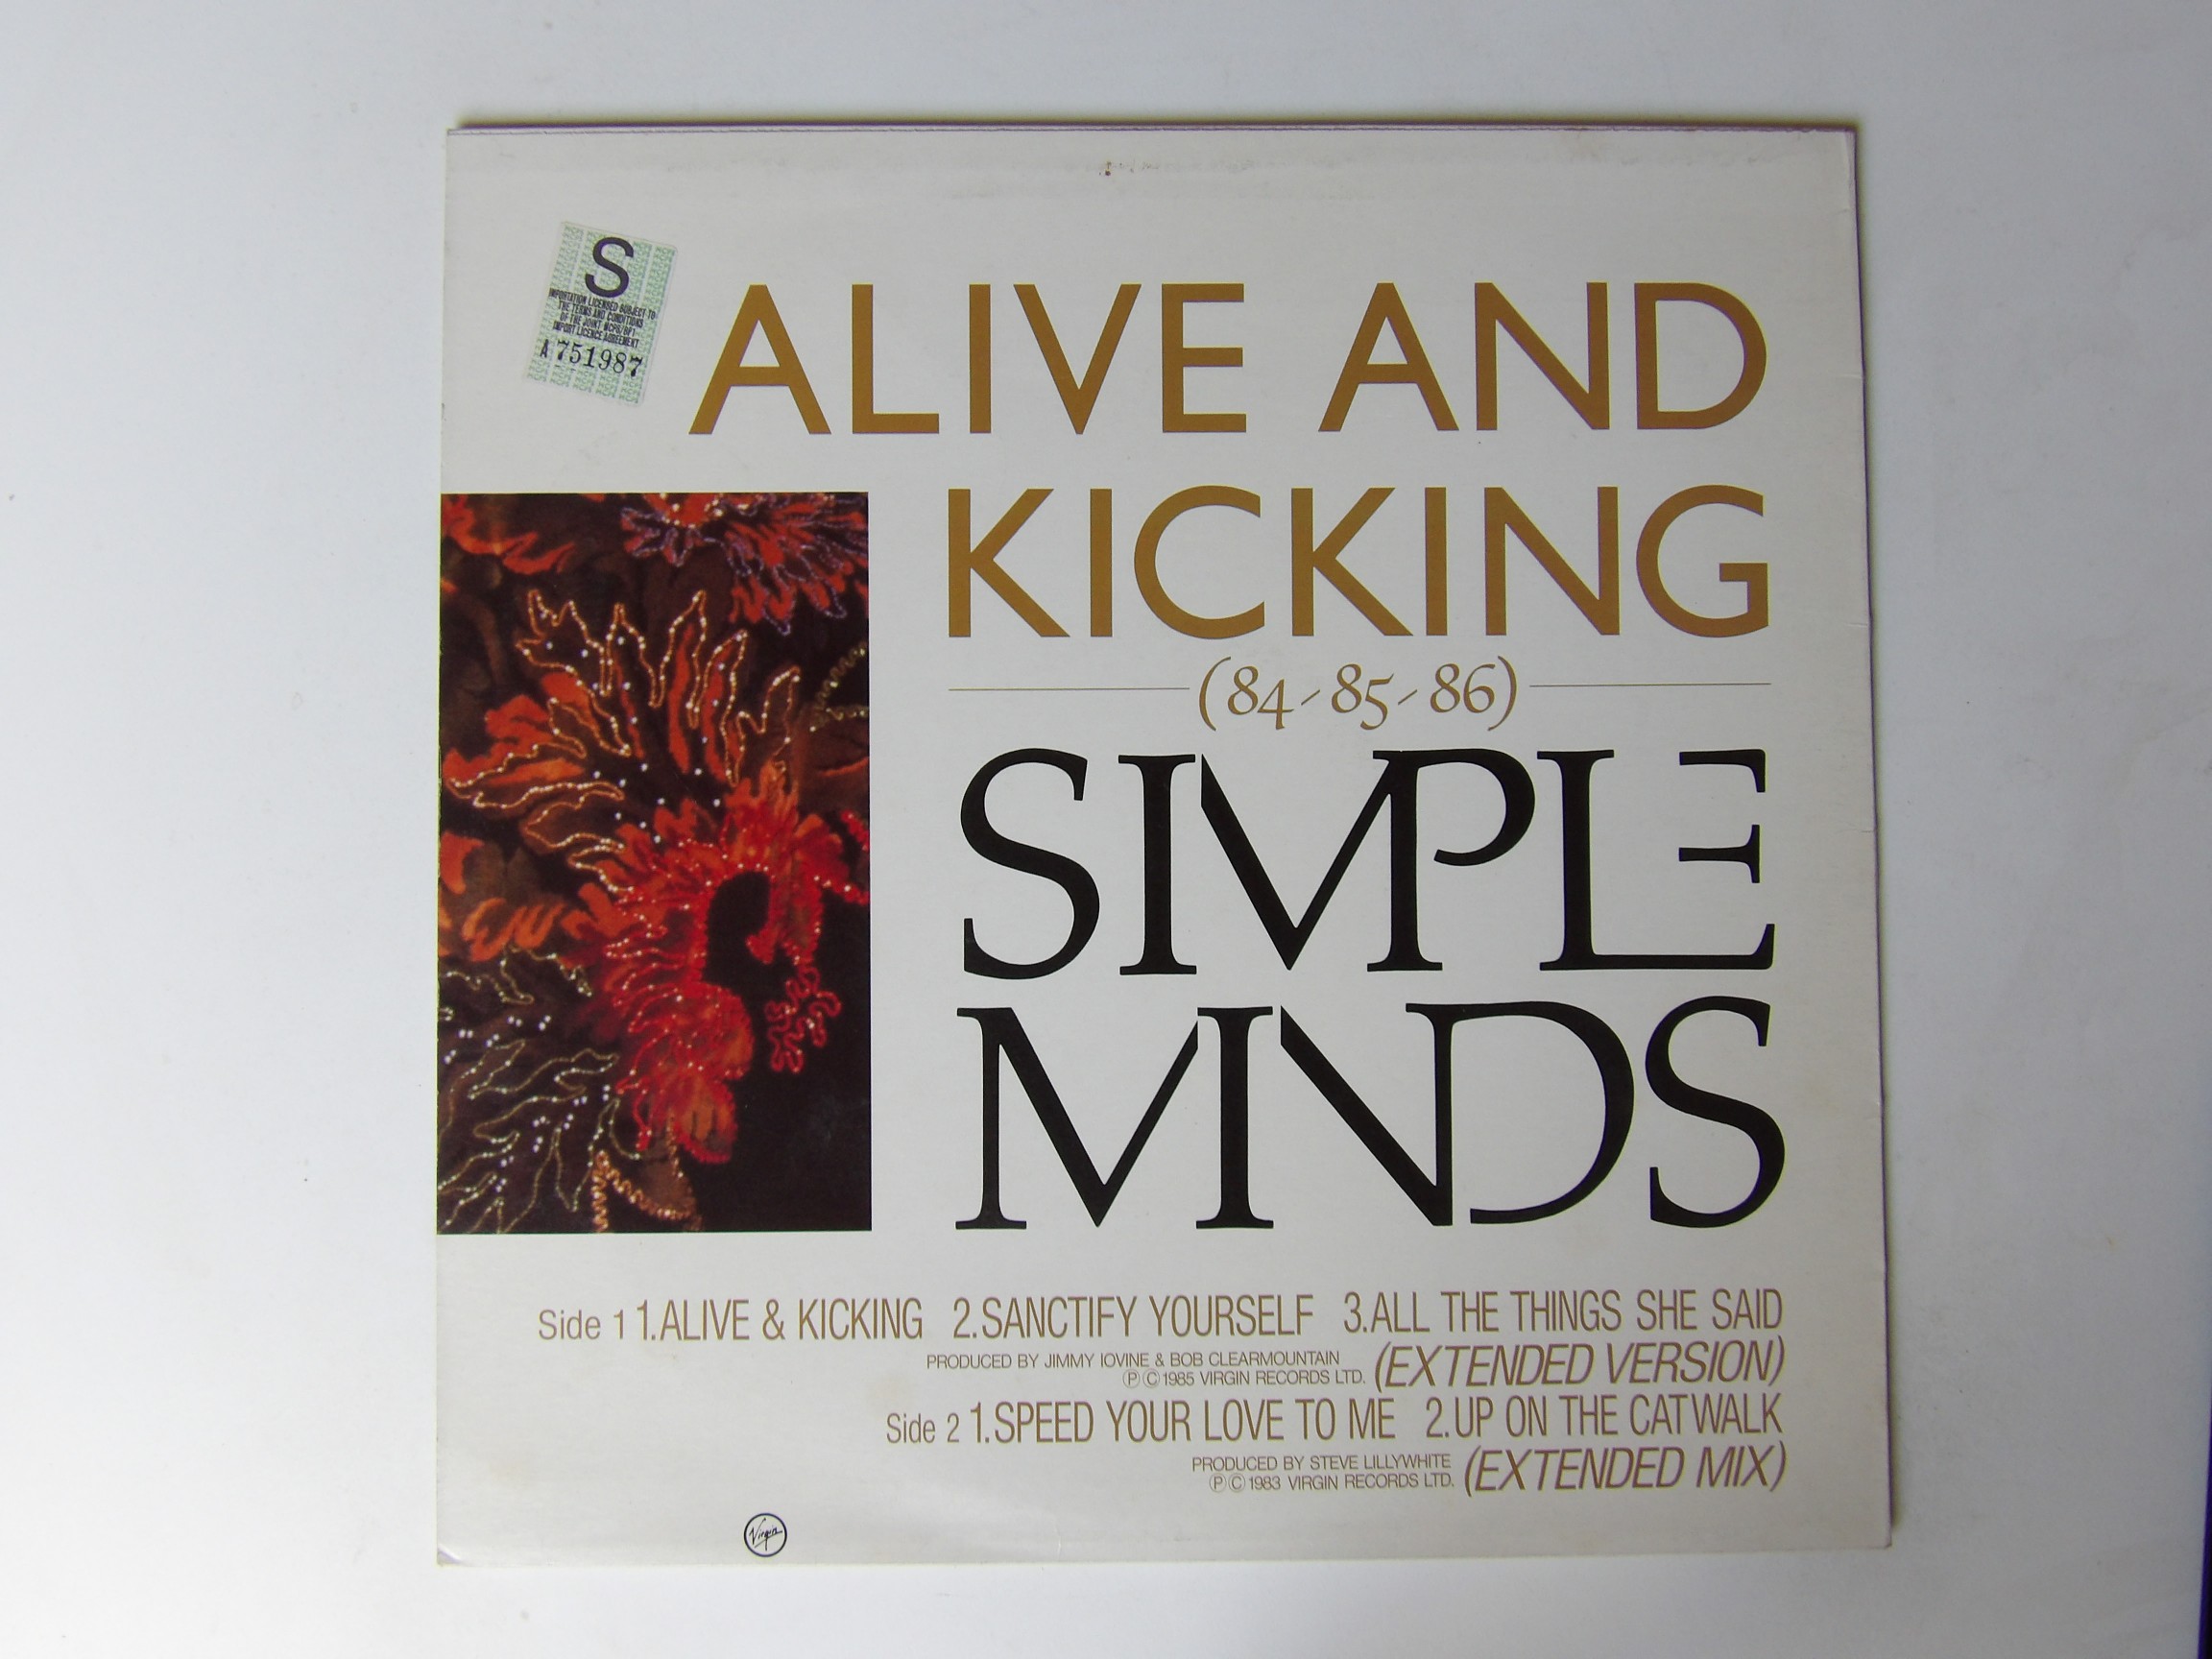 S
IMPORTATION LICENSED SUBJECT TO
THE TERMS AND CONDITIONS
OF THE JOINT MCPS/BPI
IMPORT LICENCE AGREEMENT
A 751987
ALIVE AND
KICKING
(84-85-86)
SIMPLE
MINDS
Side 1 1.ALIVE & KICKING 2.SANCTIFY YOURSELF 3.ALL THE THINGS SHE SAID
PRODUCED BY JIMMY IOVINE & BOB CLEARMOUNTAIN (EXTENDED VERSION)
Ⓟ Ⓒ 1985 VIRGIN RECORDS LTD.
Side 2 1.SPEED YOUR LOVE TO ME 2.UP ON THE CATWALK
PRODUCED BY STEVE LILLYWHITE (EXTENDED MIX)
Ⓟ Ⓒ 1983 VIRGIN RECORDS LTD.
Virgin